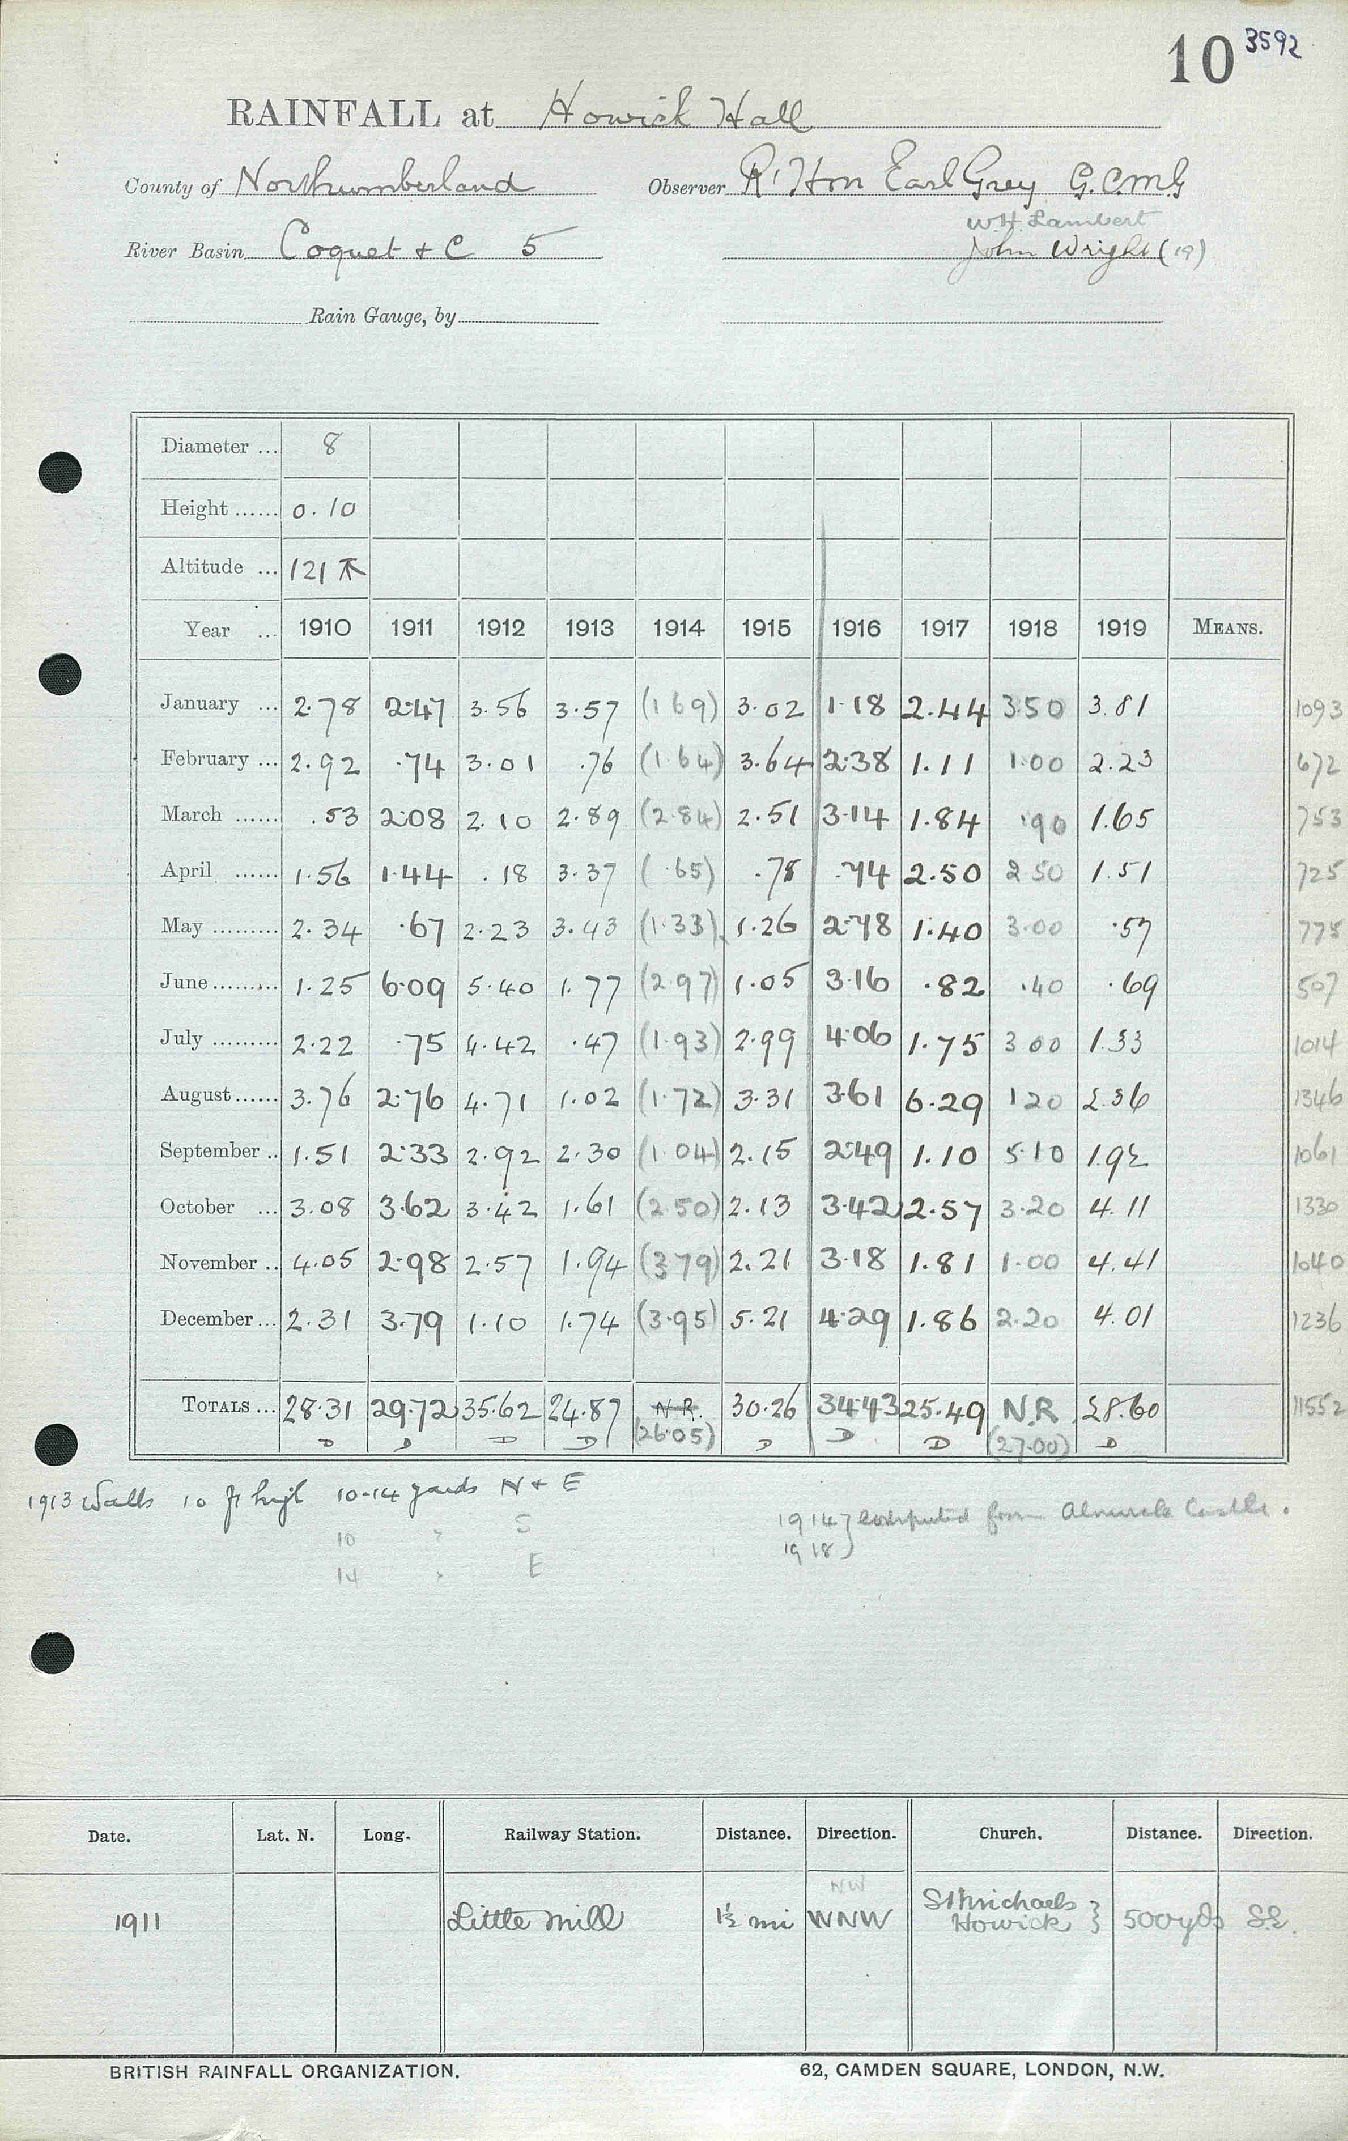 10 3592
RAINFALL at Howick Hall
County of Northumberland Observer Rt Hon Earl Grey G.C.M.G
W.H. Lambert
River Basin Coquet & C 5 John Wright (19)
Rain Gauge, by
Diameter ... 8
Height ...... 0.10
Altitude ... 121
Year ... 1910 1911 1912 1913 1914 1915 1916 1917 1918 1919 MEANS.
January ... 2.78 2.47 3.56 3.57 (1.69) 3.02 1.18 2.44 3.50 3.81 1093
February ... 2.92 .74 3.01 .76 (1.64) 3.64 2.38 1.11 1.00 2.23 672
March ...... .53 2.08 2.10 2.89 (2.84) 2.51 3.14 1.84 .90 1.65 753
April ...... 1.56 1.44 .18 3.37 (.65) .78 .74 2.50 2.50 1.51 725
May ......... 2.34 .67 2.23 3.43 (1.33) 1.26 2.78 1.40 3.00 .57 775
June ......... 1.25 6.09 5.40 1.77 (2.97) 1.05 3.16 .82 .40 .69 507
July ......... 2.22 .75 4.42 .47 (1.93) 2.99 4.06 1.75 3.00 1.33 1014
August...... 3.76 2.76 4.71 1.02 (1.72) 3.31 3.61 6.29 1.20 2.36 1346
September .. 1.51 2.33 2.92 2.30 (1.04) 2.15 2.49 1.10 5.10 1.92 1061
October ... 3.08 3.62 3.42 1.61 (2.50) 2.13 3.42 2.57 3.20 4.11 1330
November .. 4.05 2.98 2.57 1.94 (3.79) 2.21 3.18 1.81 1.00 4.41 1040
December ... 2.31 3.79 1.10 1.74 (3.95) 5.21 4.29 1.86 2.20 4.01 1236
TOTALS ... 28.31 29.72 35.62 24.87 N.R. 30.26 34.43 25.49 N.R 28.60 11552
D D D D (26.05) D D D (27.00) D
1913 Walls 10 ft high 10-14 yards N & E
10 " S
14 " E
1914 } computed from Alnwick Castle.
1918 }
Date. Lat. N. Long. Railway Station. Distance. Direction. Church. Distance. Direction.
NW
1911 Little Mill 1½ mi WNW St Michaels } 500 yds S.E.
Howick }
BRITISH RAINFALL ORGANIZATION. 62, CAMDEN SQUARE, LONDON, N.W.